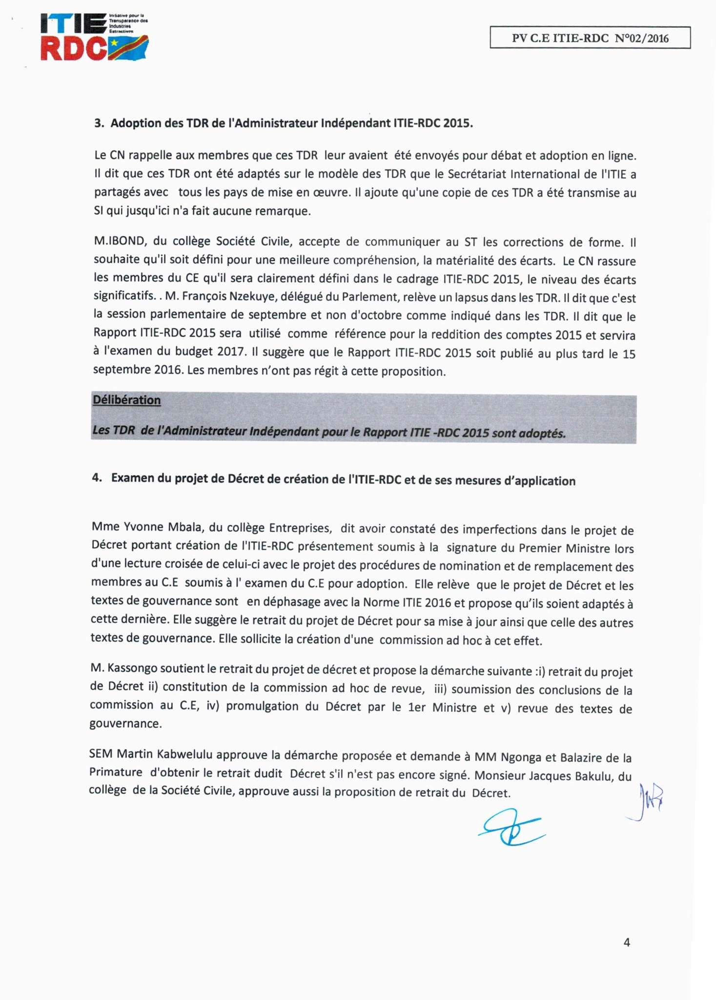 ITIE
Initiative pour la
Transparence des
Industries
Extractives
RDC
PV C.E ITIE-RDC N°02/2016
3. Adoption des TDR de l'Administrateur Indépendant ITIE-RDC 2015.
Le CN rappelle aux membres que ces TDR leur avaient été envoyés pour débat et adoption en ligne.
Il dit que ces TDR ont été adaptés sur le modèle des TDR que le Secrétariat International de l'ITIE a
partagés avec tous les pays de mise en œuvre. Il ajoute qu'une copie de ces TDR a été transmise au
SI qui jusqu'ici n'a fait aucune remarque.
M.IBOND, du collège Société Civile, accepte de communiquer au ST les corrections de forme. Il
souhaite qu'il soit défini pour une meilleure compréhension, la matérialité des écarts. Le CN rassure
les membres du CE qu'il sera clairement défini dans le cadrage ITIE-RDC 2015, le niveau des écarts
significatifs. . M. François Nzekuye, délégué du Parlement, relève un lapsus dans les TDR. Il dit que c'est
la session parlementaire de septembre et non d'octobre comme indiqué dans les TDR. Il dit que le
Rapport ITIE-RDC 2015 sera utilisé comme référence pour la reddition des comptes 2015 et servira
à l'examen du budget 2017. Il suggère que le Rapport ITIE-RDC 2015 soit publié au plus tard le 15
septembre 2016. Les membres n’ont pas régit à cette proposition.
Délibération
Les TDR de l'Administrateur Indépendant pour le Rapport ITIE -RDC 2015 sont adoptés.
4. Examen du projet de Décret de création de l'ITIE-RDC et de ses mesures d’application
Mme Yvonne Mbala, du collège Entreprises, dit avoir constaté des imperfections dans le projet de
Décret portant création de l'ITIE-RDC présentement soumis à la signature du Premier Ministre lors
d'une lecture croisée de celui-ci avec le projet des procédures de nomination et de remplacement des
membres au C.E soumis à l' examen du C.E pour adoption. Elle relève que le projet de Décret et les
textes de gouvernance sont en déphasage avec la Norme ITIE 2016 et propose qu’ils soient adaptés à
cette dernière. Elle suggère le retrait du projet de Décret pour sa mise à jour ainsi que celle des autres
textes de gouvernance. Elle sollicite la création d'une commission ad hoc à cet effet.
M. Kassongo soutient le retrait du projet de décret et propose la démarche suivante :i) retrait du projet
de Décret ii) constitution de la commission ad hoc de revue, iii) soumission des conclusions de la
commission au C.E, iv) promulgation du Décret par le 1er Ministre et v) revue des textes de
gouvernance.
SEM Martin Kabwelulu approuve la démarche proposée et demande à MM Ngonga et Balazire de la
Primature d'obtenir le retrait dudit Décret s'il n'est pas encore signé. Monsieur Jacques Bakulu, du
collège de la Société Civile, approuve aussi la proposition de retrait du Décret.
4